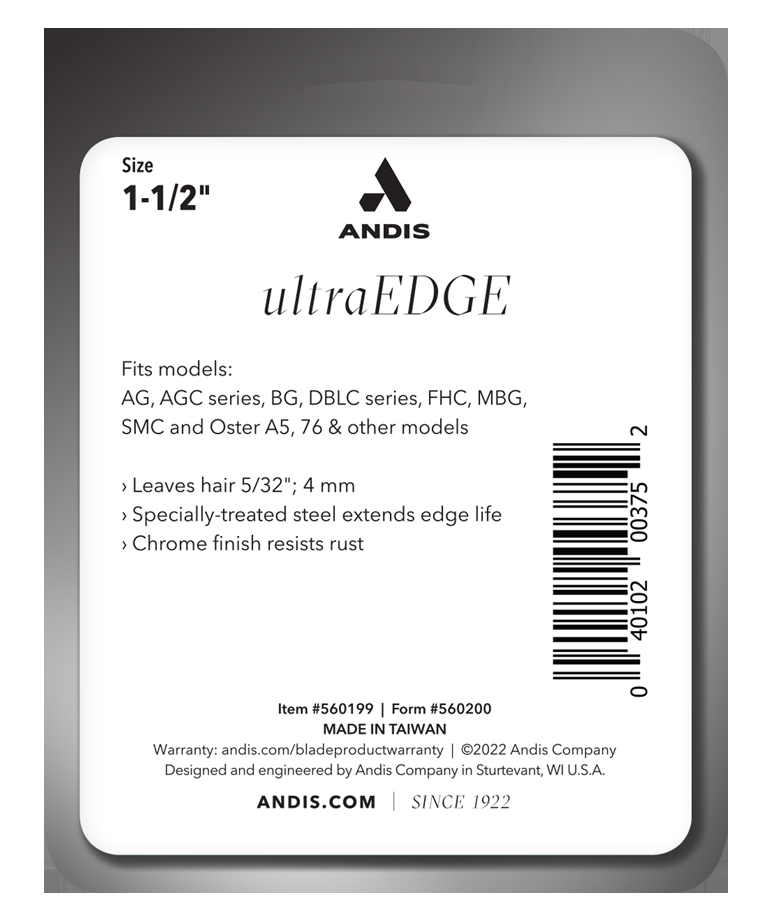 Size
1-1/2"
ANDIS
ultraEDGE
Fits models:
AG, AGC series, BG, DBLC series, FHC, MBG,
SMC and Oster A5, 76 & other models
› Leaves hair 5/32"; 4 mm
› Specially-treated steel extends edge life
› Chrome finish resists rust
0 40102 00375 2
Item #560199 | Form #560200
MADE IN TAIWAN
Warranty: andis.com/bladeproductwarranty | ©2022 Andis Company
Designed and engineered by Andis Company in Sturtevant, WI U.S.A.
ANDIS.COM | SINCE 1922